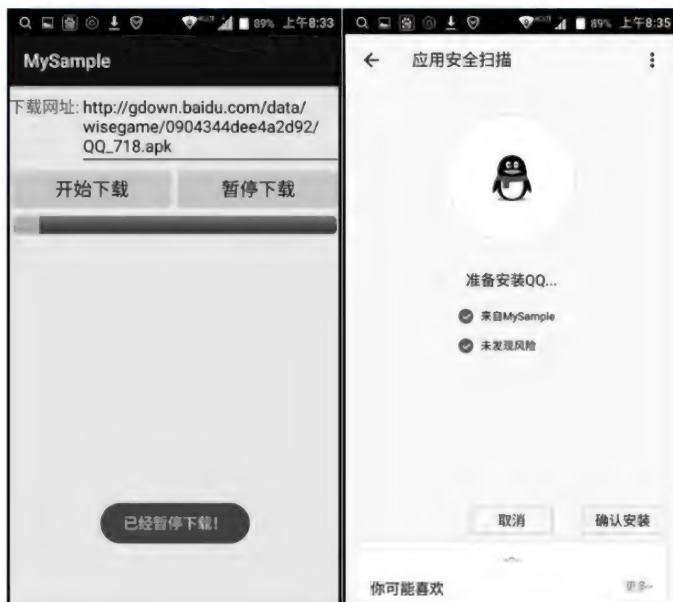 89% 上午8:33
MySample
下载网址: http://gdown.baidu.com/data/
wisegame/0904344dee4a2d92/
QQ_718.apk
开始下载 暂停下载
已经暂停下载!
89% 上午8:35
应用安全扫描
准备安装QQ...
来自MySample
未发现风险
取消 确认安装
你可能喜欢 更多